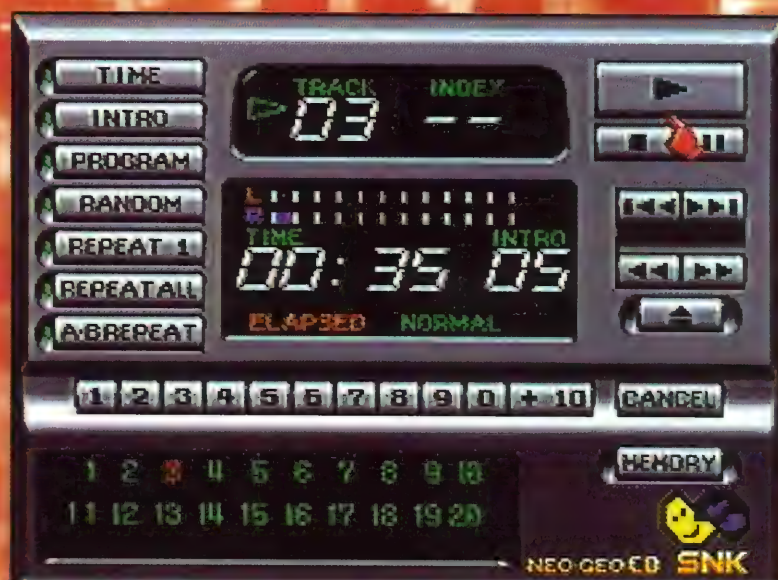 TIME
INTRO
PROGRAM
RANDOM
REPEAT 1
REPEAT ALL
A-BREPEAT
TRACK INDEX
03 --
L
R
TIME INTRO
00:35 05
ELAPSED NORMAL
1 2 3 4 5 6 7 8 9 0 +10 CANCEL
MEMORY
1 2 3 4 5 6 7 8 9 10
11 12 13 14 15 16 17 18 19 20
NEO·GEO CD SNK